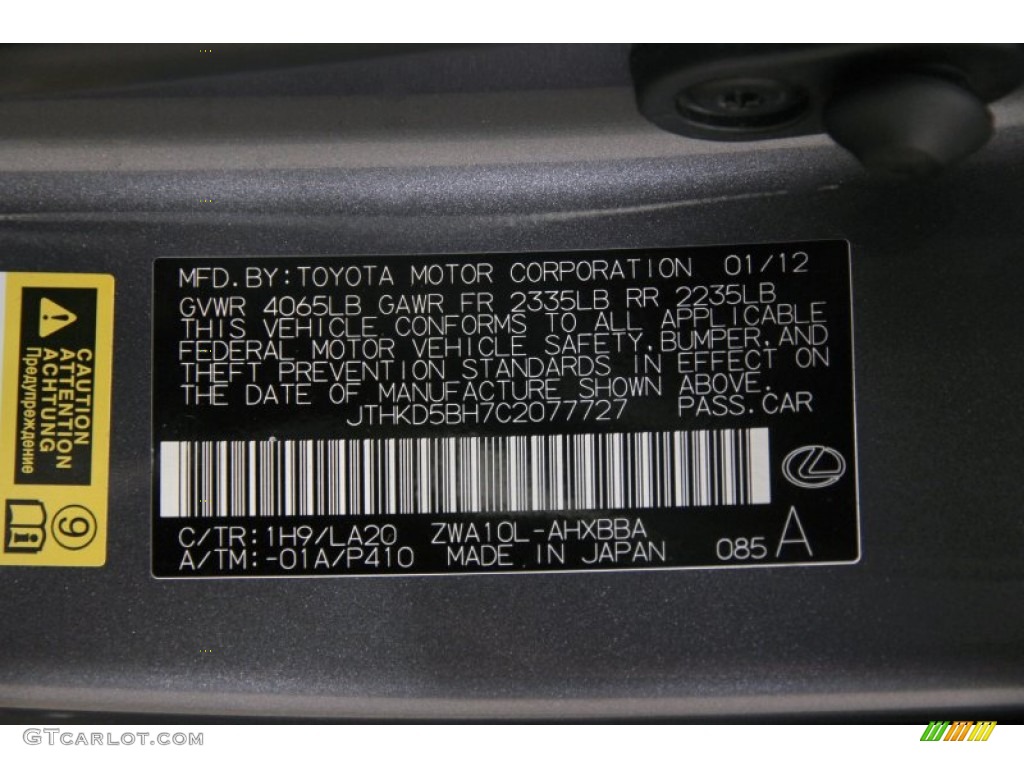 MFD.BY:TOYOTA MOTOR CORPORATION 01/12
GVWR 4065LB GAWR FR 2335LB RR 2235LB
THIS VEHICLE CONFORMS TO ALL APPLICABLE
FEDERAL MOTOR VEHICLE SAFETY,BUMPER,AND
THEFT PREVENTION STANDARDS IN EFFECT ON
THE DATE OF MANUFACTURE SHOWN ABOVE.
JTHKD5BH7C2077727 PASS.CAR
C/TR:1H9/LA20 ZWA10L-AHXBBA
A/TM:-01A/P410 MADE IN JAPAN 085 A
CAUTION
ATTENTION
ACHTUNG
Предупреждение
9
GTCarLot.com